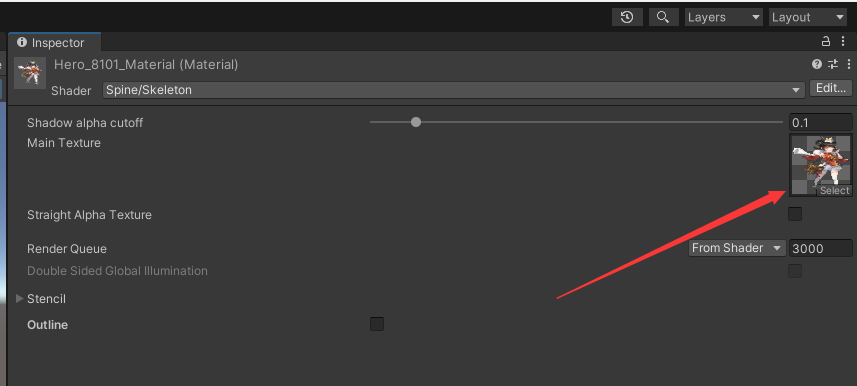 Layers
Layout
Inspector
Hero_8101_Material (Material)
Shader
Spine/Skeleton
Edit...
Shadow alpha cutoff
0.1
Main Texture
Select
Straight Alpha Texture
Render Queue
From Shader
3000
Double Sided Global Illumination
Stencil
Outline